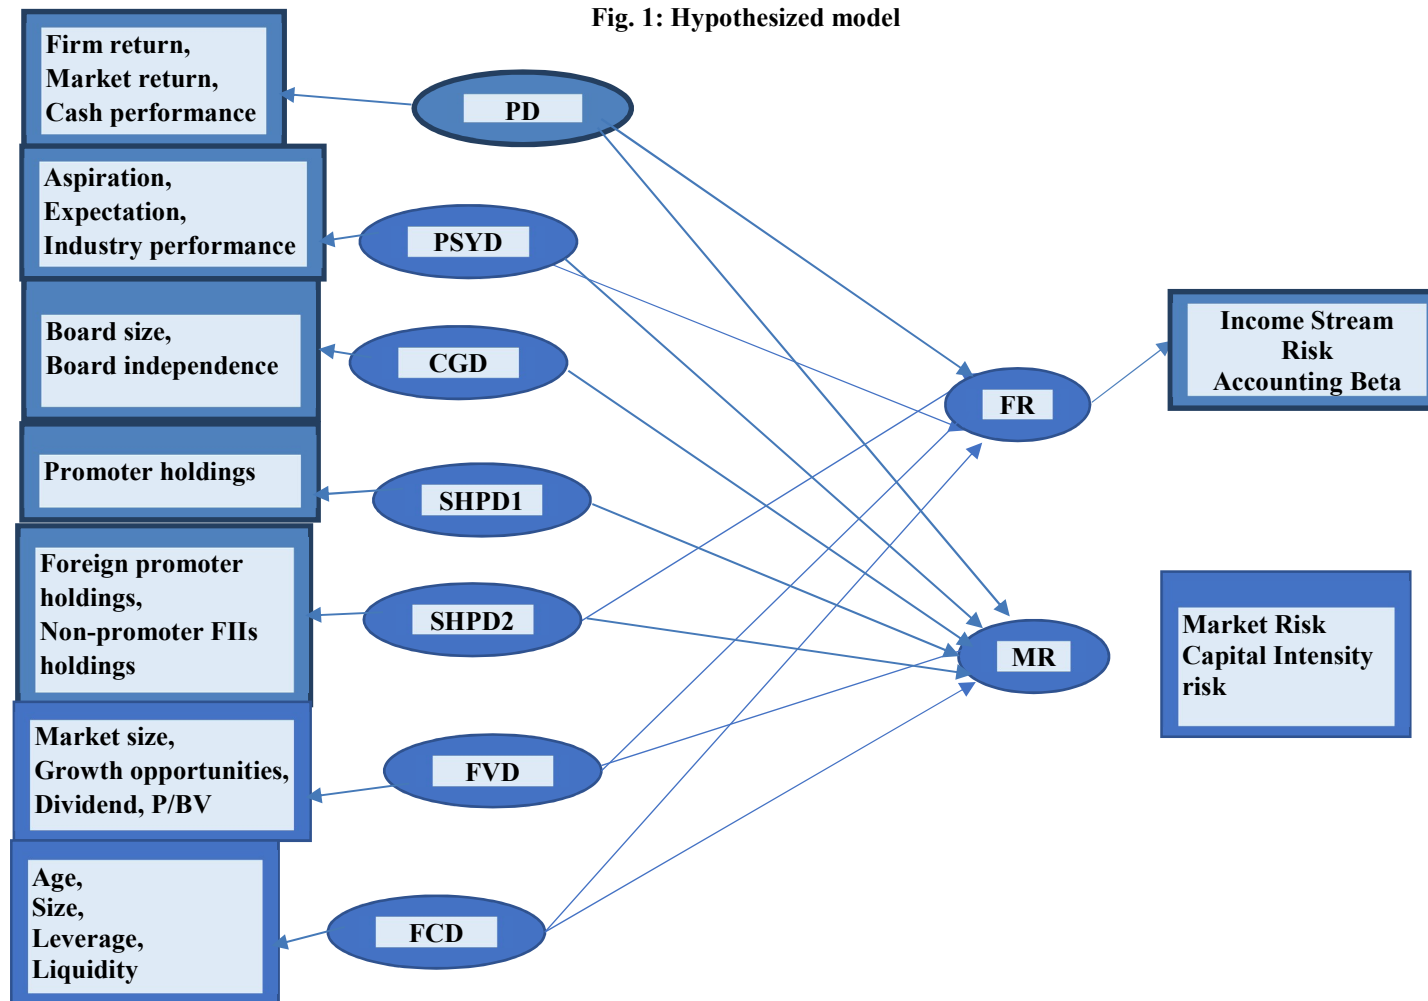 Fig. 1: Hypothesized model
Firm return,
Market return,
Cash performance
PD
Aspiration,
Expectation,
Industry performance
PSYD
Board size,
Board independence
CGD
Promoter holdings
SHPD1
Foreign promoter
holdings,
Non-promoter FIIs
holdings
SHPD2
Market size,
Growth opportunities,
Dividend, P/BV
FVD
Age,
Size,
Leverage,
Liquidity
FCD
FR
MR
Income Stream
Risk
Accounting Beta
Market Risk
Capital Intensity
risk